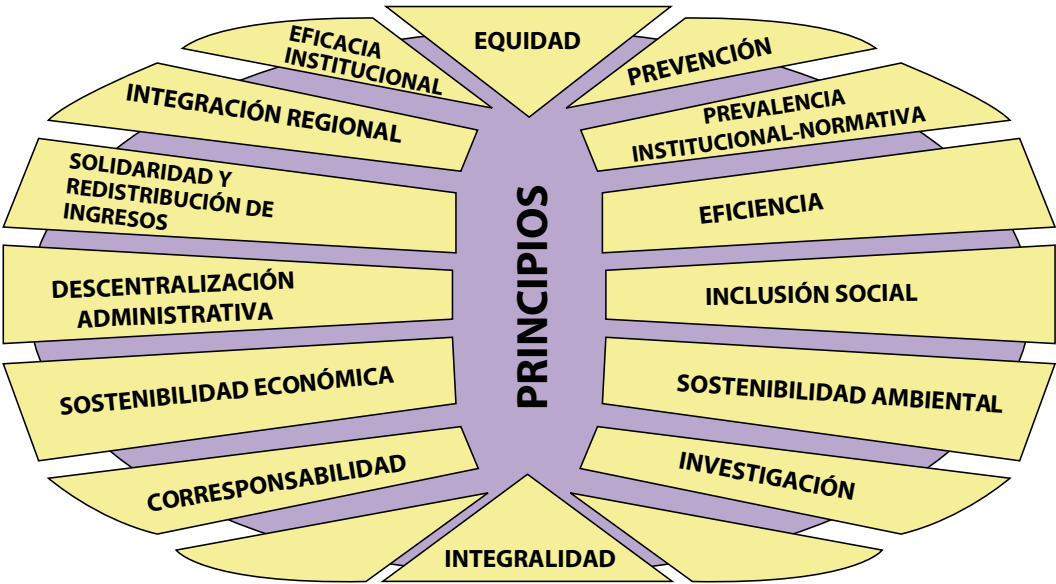 EQUIDAD
PREVENCIÓN
PREVALENCIA
INSTITUCIONAL-NORMATIVA
EFICIENCIA
INCLUSIÓN SOCIAL
SOSTENIBILIDAD AMBIENTAL
INVESTIGACIÓN
INTEGRALIDAD
CORRESPONSABILIDAD
SOSTENIBILIDAD ECONÓMICA
DESCENTRALIZACIÓN
ADMINISTRATIVA
SOLIDARIDAD Y
REDISTRIBUCIÓN DE
INGRESOS
INTEGRACIÓN REGIONAL
EFICACIA
INSTITUCIONAL
PRINCIPIOS